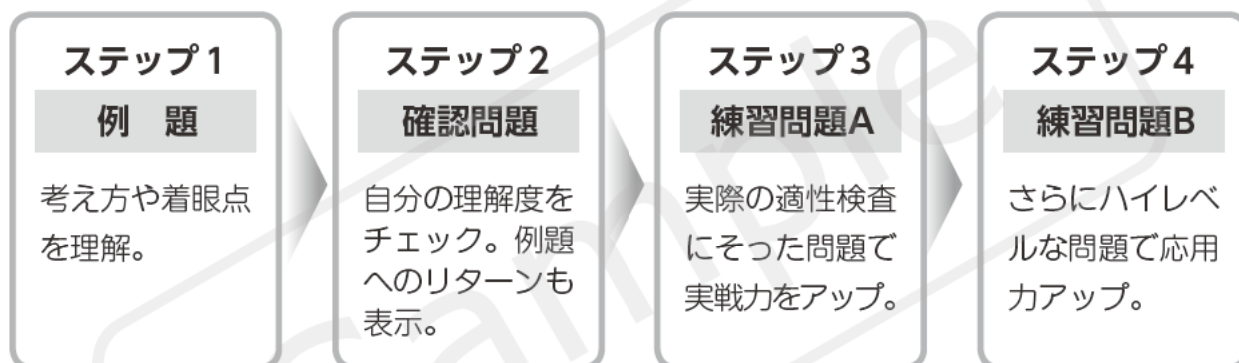 ステップ1
例　題
考え方や着眼点
を理解。
ステップ2
確認問題
自分の理解度を
チェック。例題
へのリターンも
表示。
ステップ3
練習問題A
実際の適性検査
にそった問題で
実戦力をアップ。
ステップ4
練習問題B
さらにハイレベ
ルな問題で応用
力アップ。
Sample